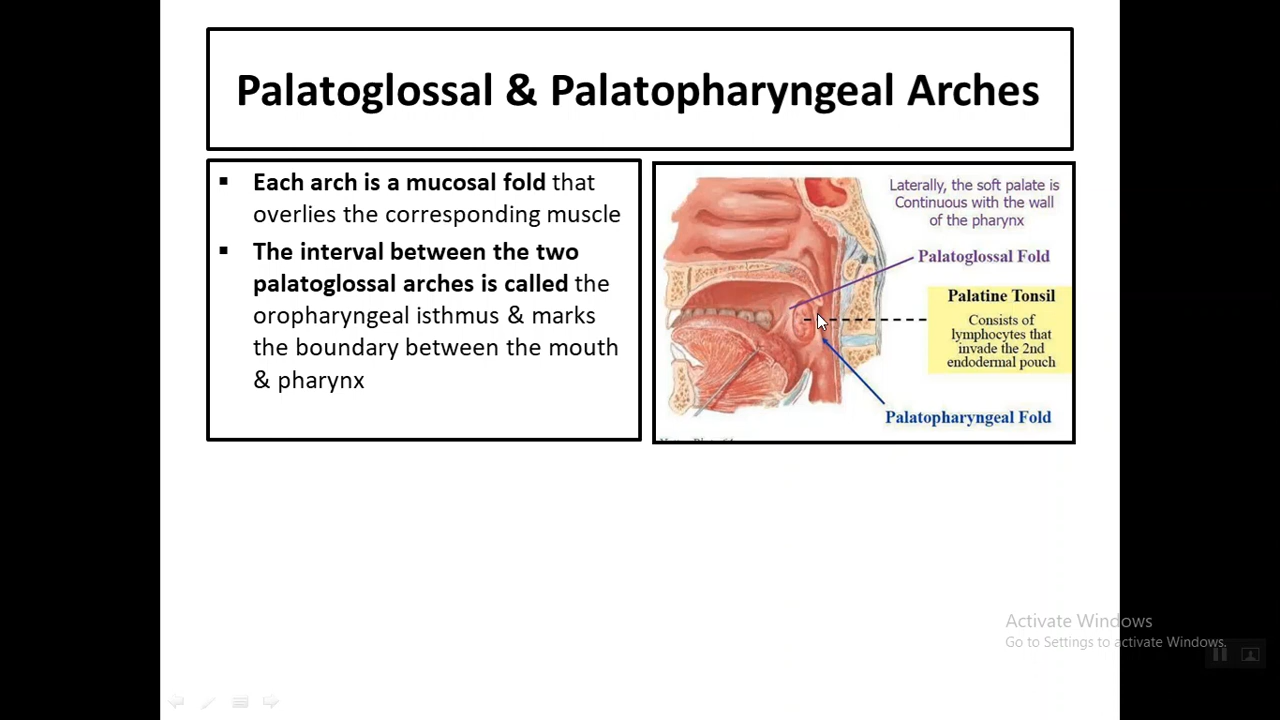 Palatoglossal & Palatopharyngeal Arches
▪ Each arch is a mucosal fold that
overlies the corresponding muscle
▪ The interval between the two
palatoglossal arches is called the
oropharyngeal isthmus & marks
the boundary between the mouth
& pharynx
Laterally, the soft palate is
Continuous with the wall
of the pharynx
Palatoglossal Fold
Palatine Tonsil
Consists of
lymphocytes that
invade the 2nd
endodermal pouch
Palatopharyngeal Fold
Activate Windows
Go to Settings to activate Windows.